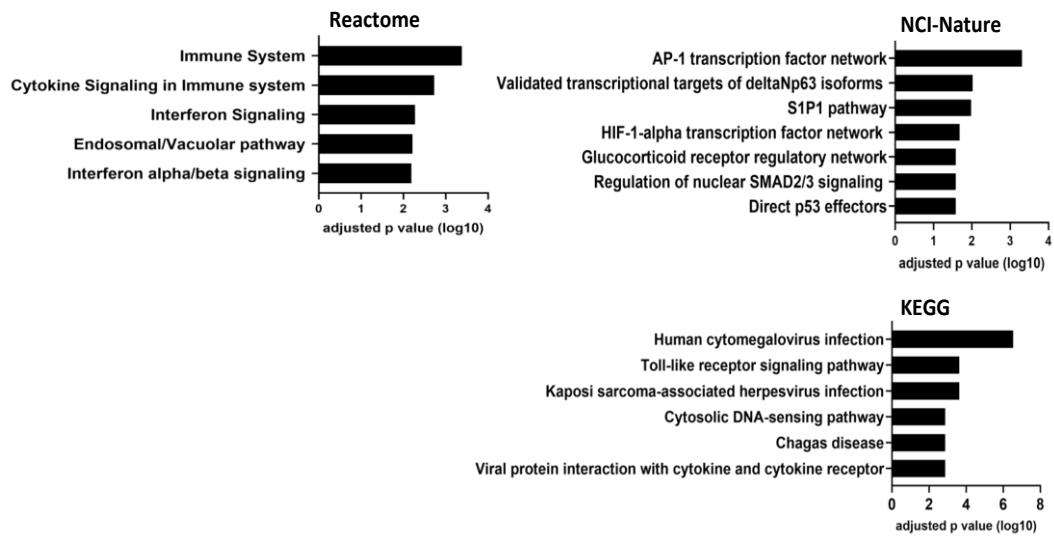 Reactome
Immune System
Cytokine Signaling in Immune system
Interferon Signaling
Endosomal/Vacuolar pathway
Interferon alpha/beta signaling
0 1 2 3 4
adjusted p value (log10)
NCI-Nature
AP-1 transcription factor network
Validated transcriptional targets of deltaNp63 isoforms
S1P1 pathway
HIF-1-alpha transcription factor network
Glucocorticoid receptor regulatory network
Regulation of nuclear SMAD2/3 signaling
Direct p53 effectors
0 1 2 3 4
adjusted p value (log10)
KEGG
Human cytomegalovirus infection
Toll-like receptor signaling pathway
Kaposi sarcoma-associated herpesvirus infection
Cytosolic DNA-sensing pathway
Chagas disease
Viral protein interaction with cytokine and cytokine receptor
0 2 4 6 8
adjusted p value (log10)